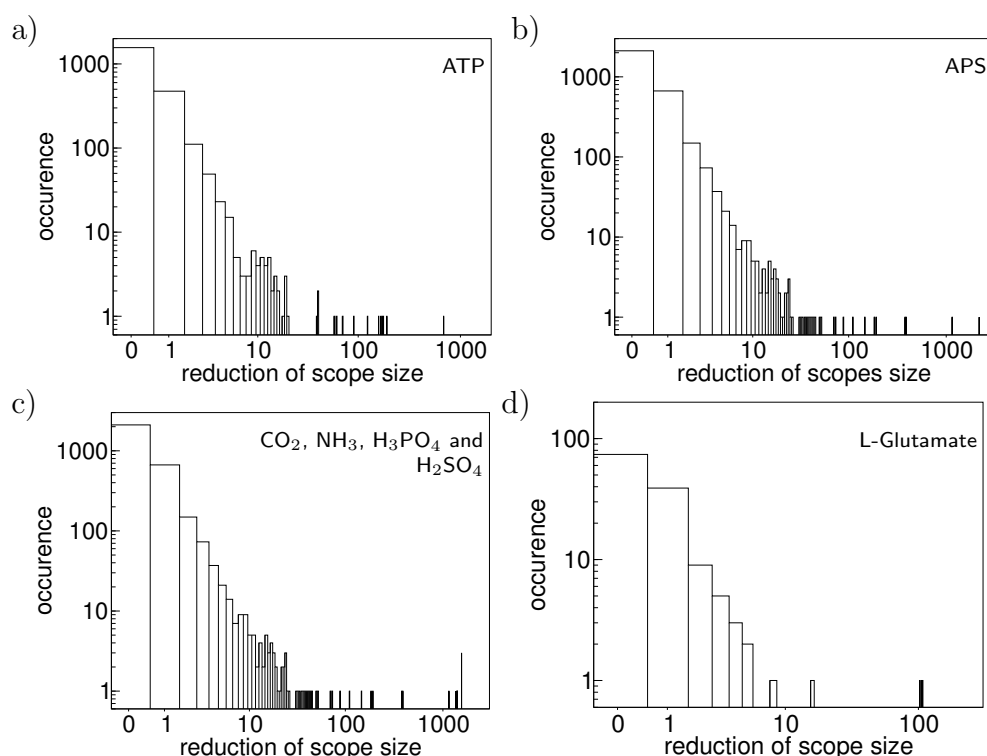 a)
ATP
1000
100
10
1
occurence
0 1 10 100 1000
reduction of scope size
b)
APS
1000
100
10
1
occurence
0 1 10 100 1000
reduction of scopes size
c)
CO₂, NH₃, H₃PO₄ and
H₂SO₄
1000
100
10
1
occurence
0 1 10 100 1000
reduction of scope size
d)
L-Glutamate
100
10
1
occurence
0 1 10 100
reduction of scope size